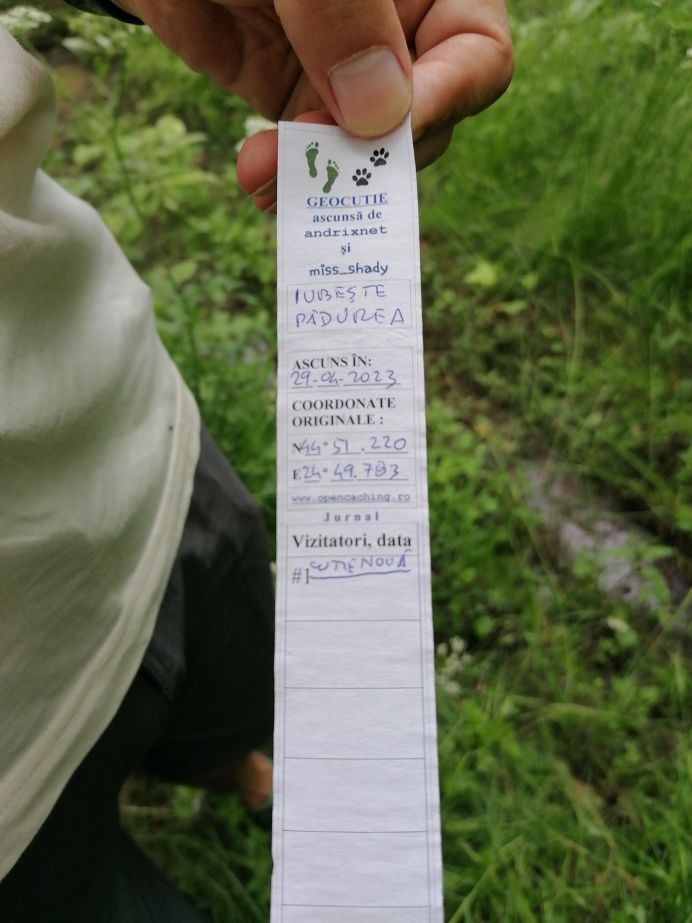 GEOCUTIE
ascunsă de
andrixnet
și
miss_shady
IUBEȘTE
PĂDUREA
ASCUNS ÎN:
29-04-2023
COORDONATE
ORIGINALE :
N44° 51.220
E24° 49.783
www.opencaching.ro
Jurnal
Vizitatori, data
#1 CUTIE NOUĂ